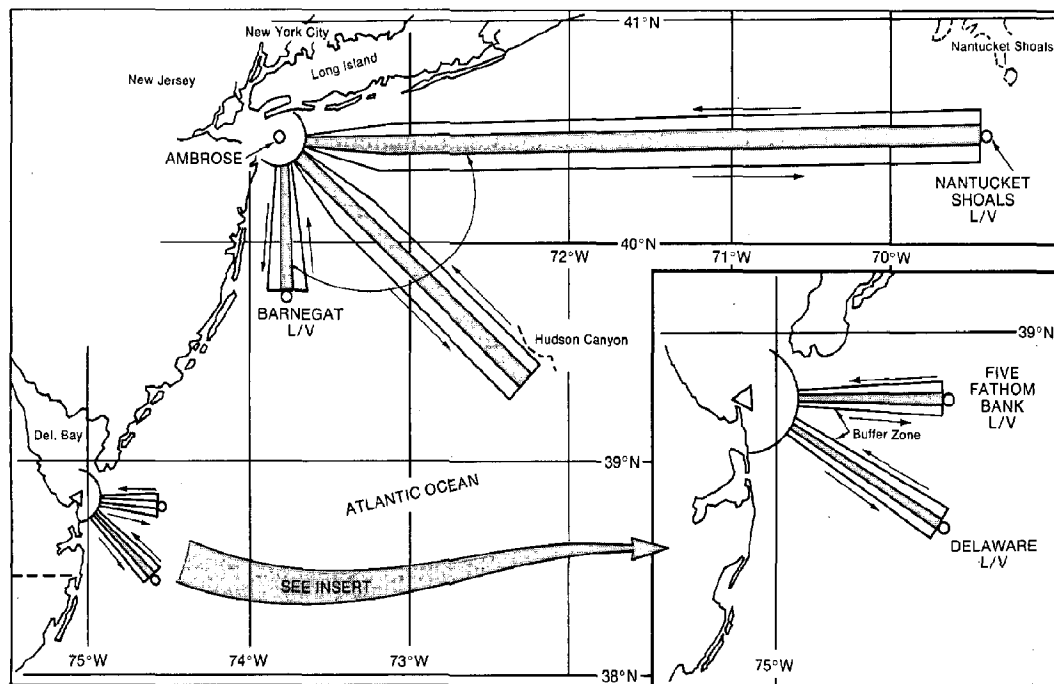 41°N
New York City
Nantucket Shoals
Long Island
New Jersey
AMBROSE
NANTUCKET
SHOALS
L/V
40°N
74°W
73°W
72°W
71°W
70°W
BARNEGAT
L/V
Hudson Canyon
39°N
FIVE
FATHOM
BANK
L/V
Del. Bay
Buffer Zone
39°N
ATLANTIC OCEAN
DELAWARE
L/V
SEE INSERT
75°W
74°W
73°W
38°N
75°W